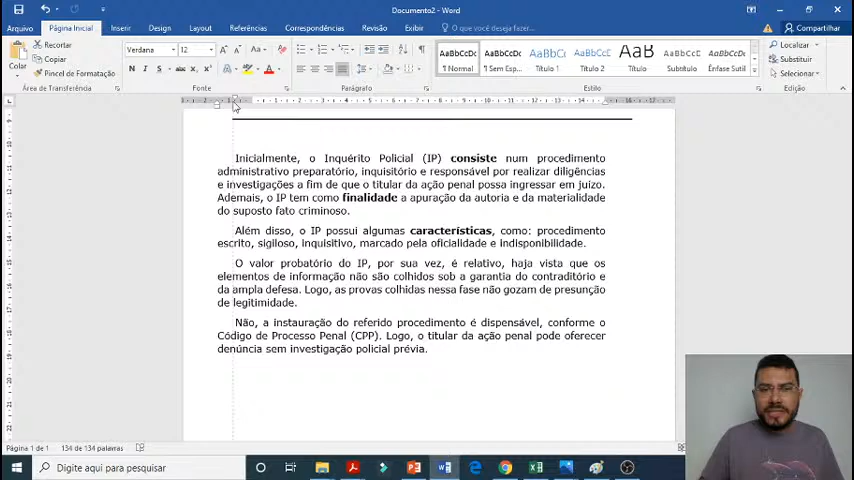 Documento2 - Word
Arquivo Página Inicial Inserir Design Layout Referências Correspondências Revisão Exibir O que você deseja fazer... Compartilhar
Colar
Recortar
Copiar
Pincel de Formatação
Área de Transferência
Verdana 12
Fonte
Parágrafo
AaBbCcDc AaBbCcDc AaBbC AaBbCcC AaB AaBbCcD AaBbCcDc
¶ Normal ¶ Sem Esp... Título 1 Título 2 Título Subtítulo Ênfase Sutil
Estilo
Localizar
Substituir
Selecionar
Edição
Inicialmente, o Inquérito Policial (IP) consiste num procedimento
administrativo preparatório, inquisitório e responsável por realizar diligências
e investigações a fim de que o titular da ação penal possa ingressar em juizo.
Ademais, o IP tem como finalidade a apuração da autoria e da materialidade
do suposto fato criminoso.
Além disso, o IP possui algumas características, como: procedimento
escrito, sigiloso, inquisitivo, marcado pela oficialidade e indisponibilidade.
O valor probatório do IP, por sua vez, é relativo, haja vista que os
elementos de informação não são colhidos sob a garantia do contraditório e
da ampla defesa. Logo, as provas colhidas nessa fase não gozam de presunção
de legitimidade.
Não, a instauração do referido procedimento é dispensável, conforme o
Código de Processo Penal (CPP). Logo, o titular da ação penal pode oferecer
denúncia sem investigação policial prévia.
Página 1 de 1 134 de 134 palavras
Digite aqui para pesquisar